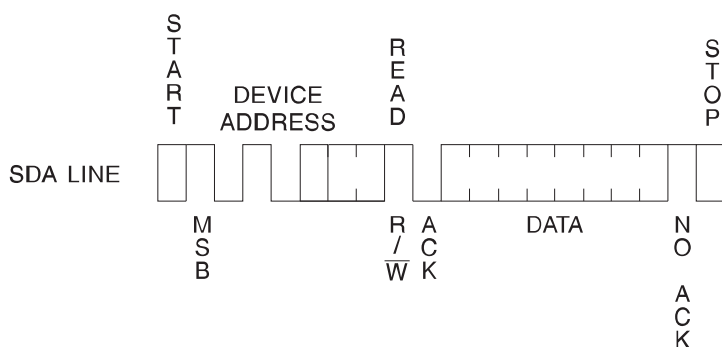 START
DEVICE
ADDRESS
READ
STOP
SDA LINE
MSB
R/W
ACK
DATA
NO ACK